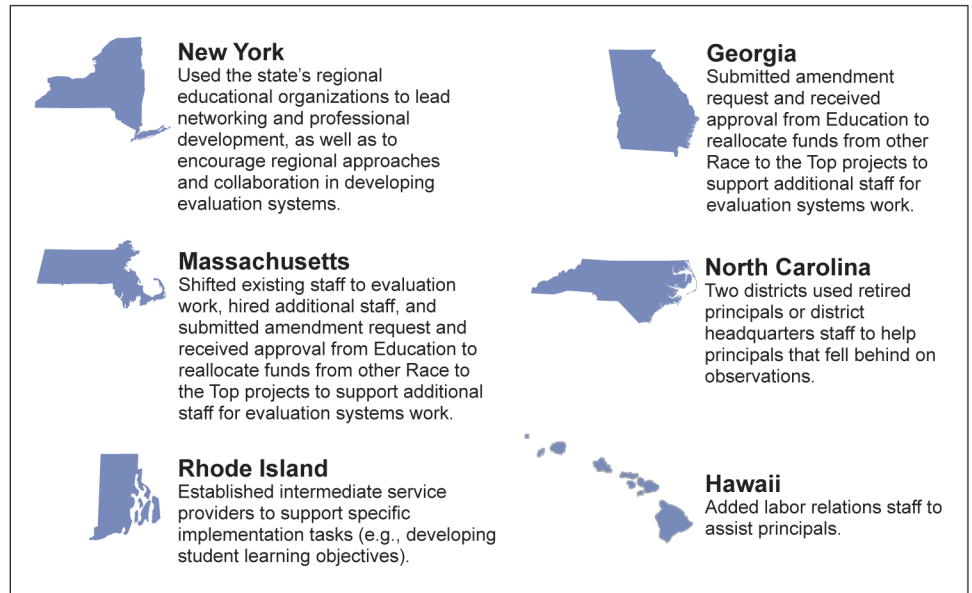 New York
Used the state's regional
educational organizations to lead
networking and professional
development, as well as to
encourage regional approaches
and collaboration in developing
evaluation systems.
Georgia
Submitted amendment
request and received
approval from Education to
reallocate funds from other
Race to the Top projects to
support additional staff for
evaluation systems work.
Massachusetts
Shifted existing staff to evaluation
work, hired additional staff, and
submitted amendment request and
received approval from Education to
reallocate funds from other Race to
the Top projects to support additional
staff for evaluation systems work.
North Carolina
Two districts used retired
principals or district
headquarters staff to help
principals that fell behind on
observations.
Rhode Island
Established intermediate service
providers to support specific
implementation tasks (e.g., developing
student learning objectives).
Hawaii
Added labor relations staff to
assist principals.